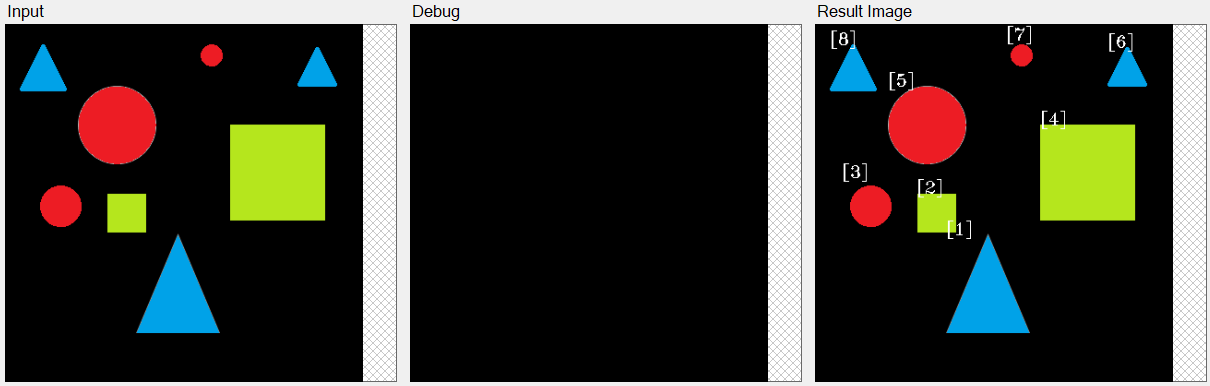 Input
Debug
Result Image
[8]
[7]
[6]
[5]
[4]
[3]
[2]
[1]